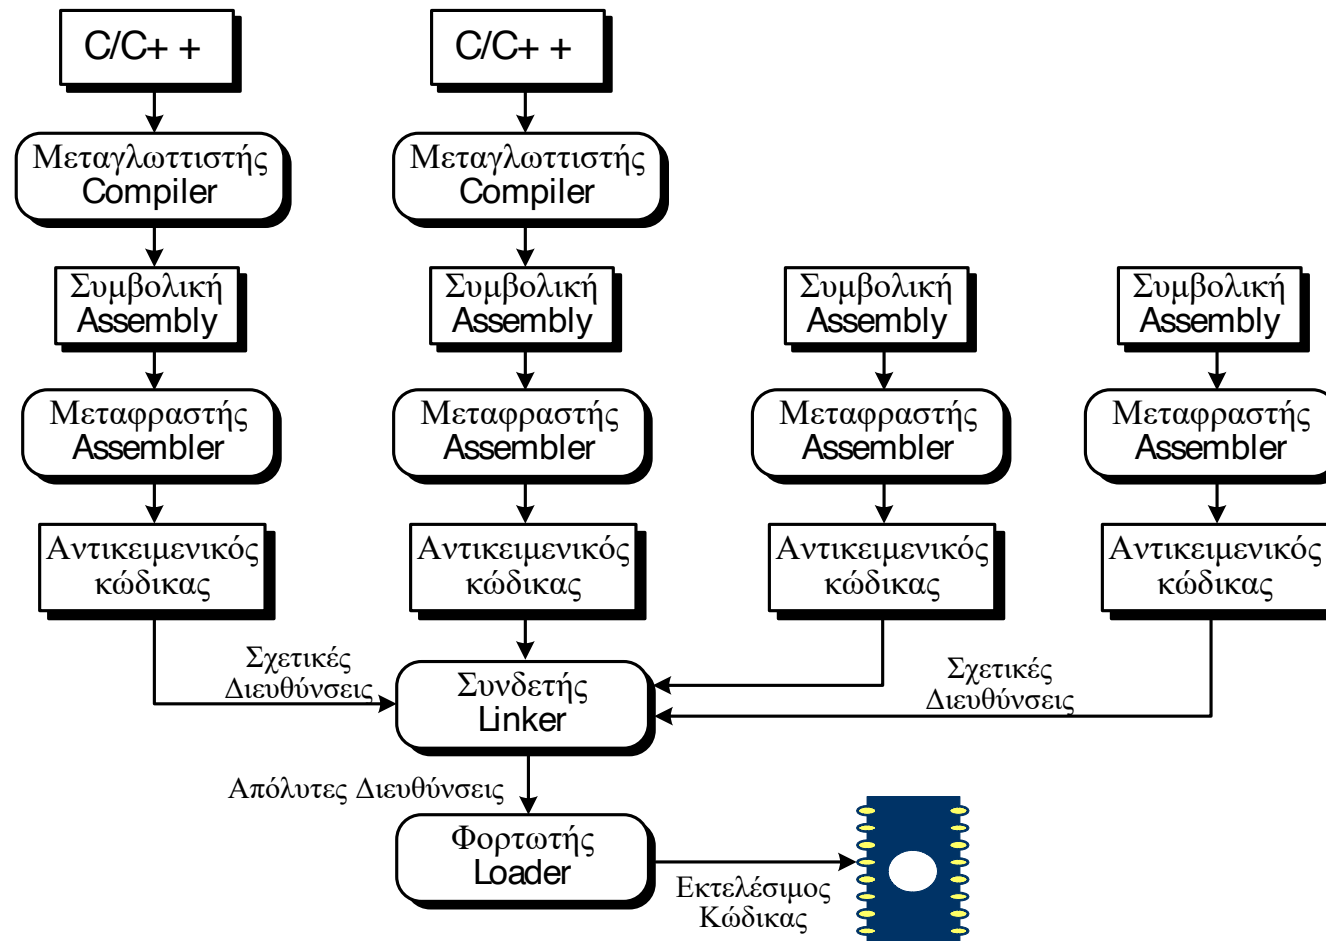 C/C+ +
C/C+ +
Μεταγλωττιστής
Compiler
Μεταγλωττιστής
Compiler
Συμβολική
Assembly
Συμβολική
Assembly
Συμβολική
Assembly
Συμβολική
Assembly
Μεταφραστής
Assembler
Μεταφραστής
Assembler
Μεταφραστής
Assembler
Μεταφραστής
Assembler
Αντικειμενικός
κώδικας
Αντικειμενικός
κώδικας
Αντικειμενικός
κώδικας
Αντικειμενικός
κώδικας
Σχετικές
Διευθύνσεις
Συνδετής
Linker
Σχετικές
Διευθύνσεις
Απόλυτες Διευθύνσεις
Φορτωτής
Loader
Εκτελέσιμος
Κώδικας